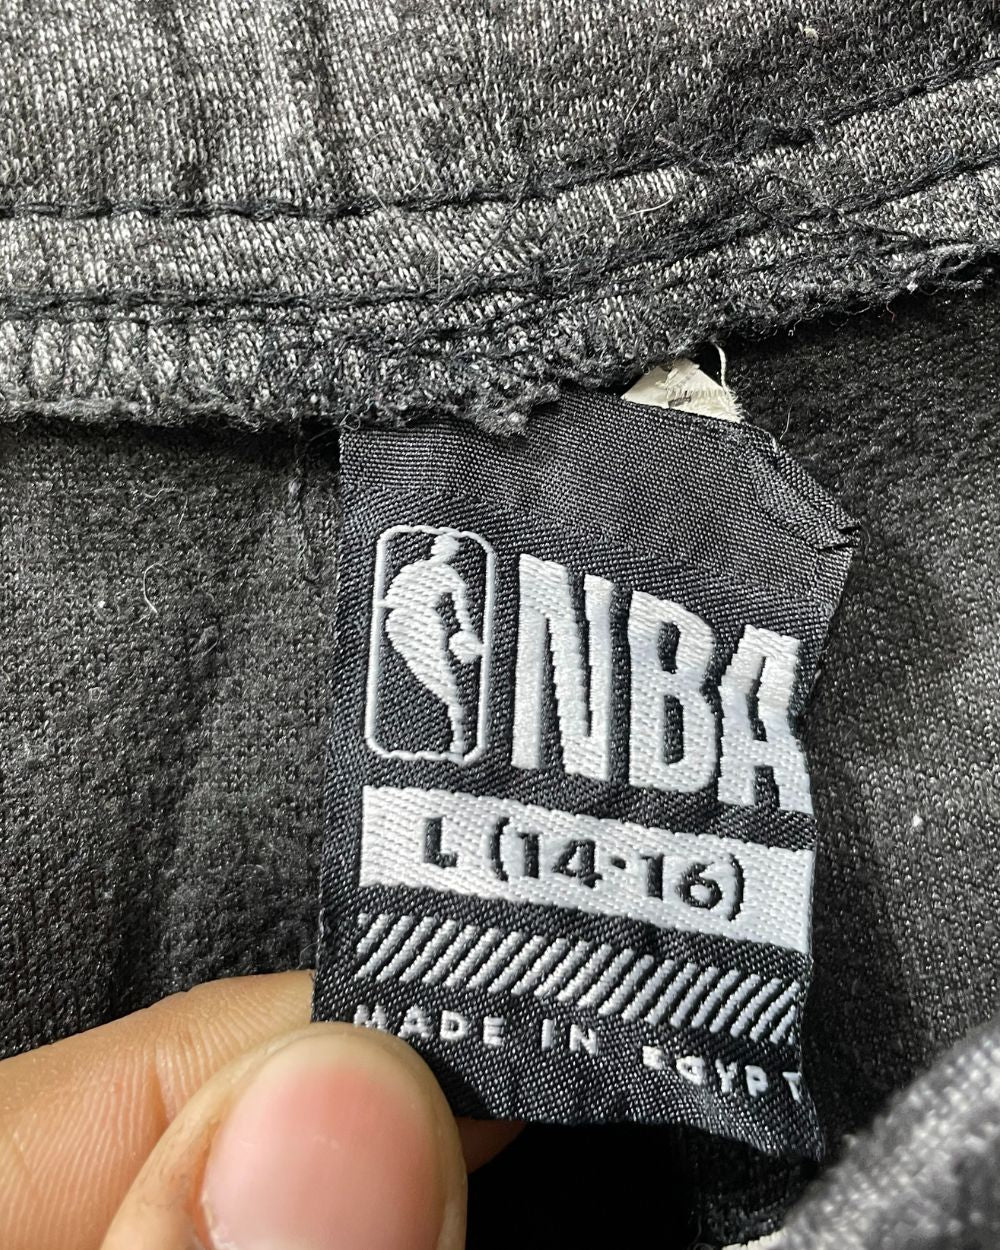 NBA
L (14-16)
MADE IN EGYPT